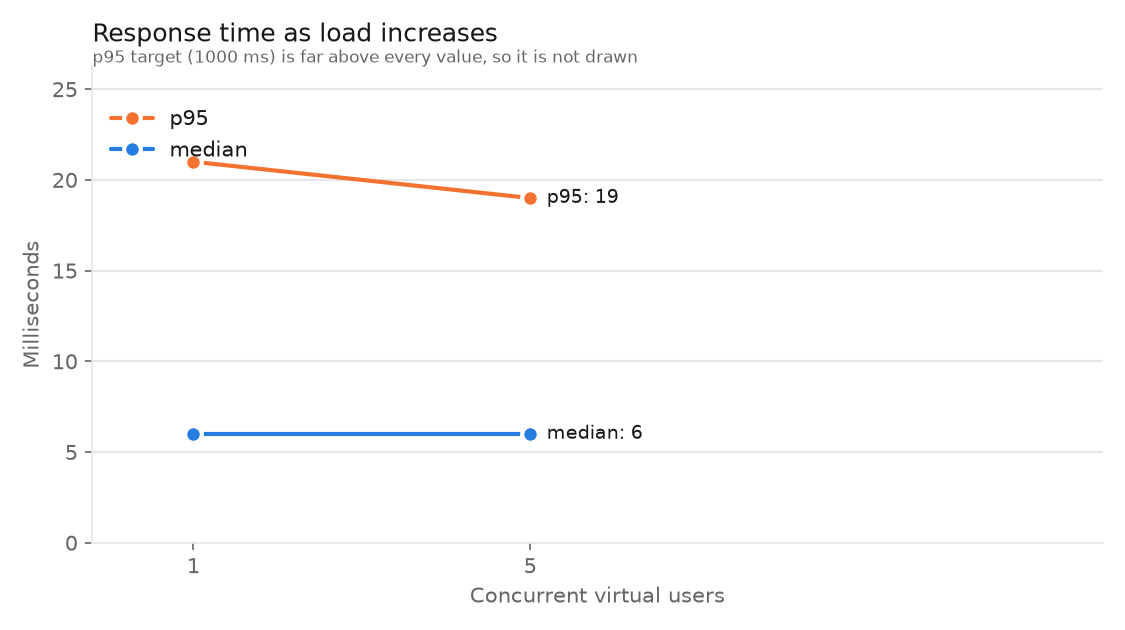 Response time as load increases
p95 target (1000 ms) is far above every value, so it is not drawn
25
p95
median
20
p95: 19
15
Milliseconds
10
median: 6
5
0
1
5
Concurrent virtual users